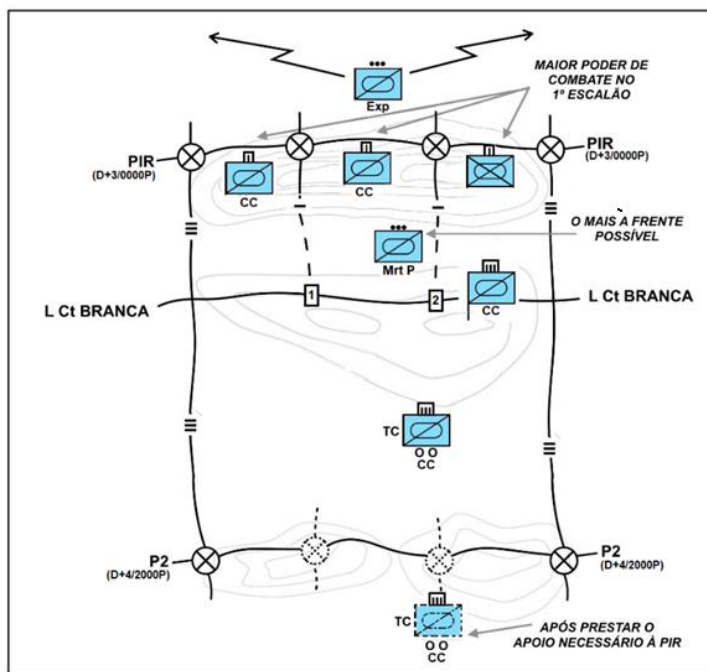 Exp
MAIOR PODER DE
COMBATE NO
1º ESCALÃO
PIR
(D+3/0000P)
PIR
(D+3/0000P)
CC
CC
O MAIS A FRENTE
POSSÍVEL
Mrt P
L Ct BRANCA
1
2
CC
L Ct BRANCA
TC
CC
P2
(D+4/2000P)
P2
(D+4/2000P)
TC
CC
APÓS PRESTAR O
APOIO NECESSÁRIO À PIR